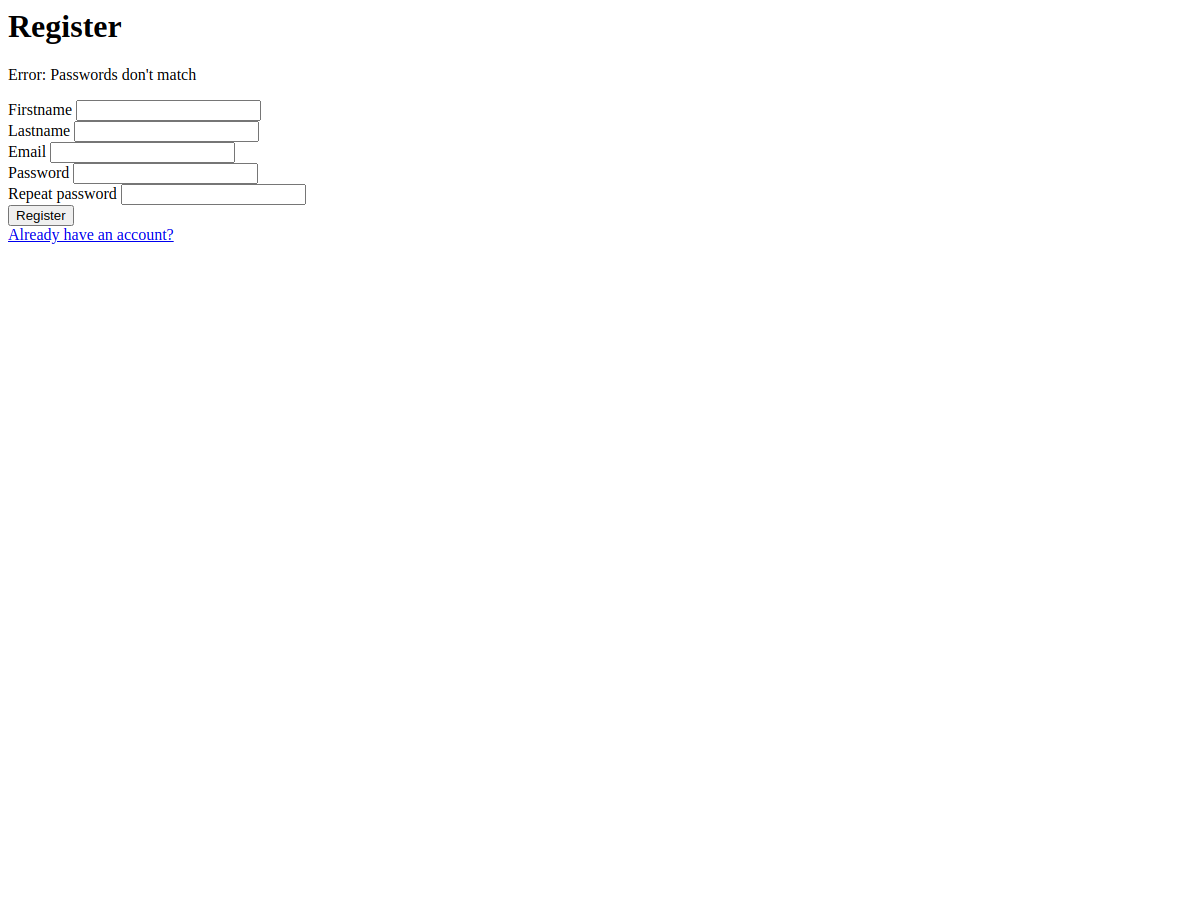 Register
Error: Passwords don't match
Firstname
Lastname
Email
Password
Repeat password
Register
Already have an account?